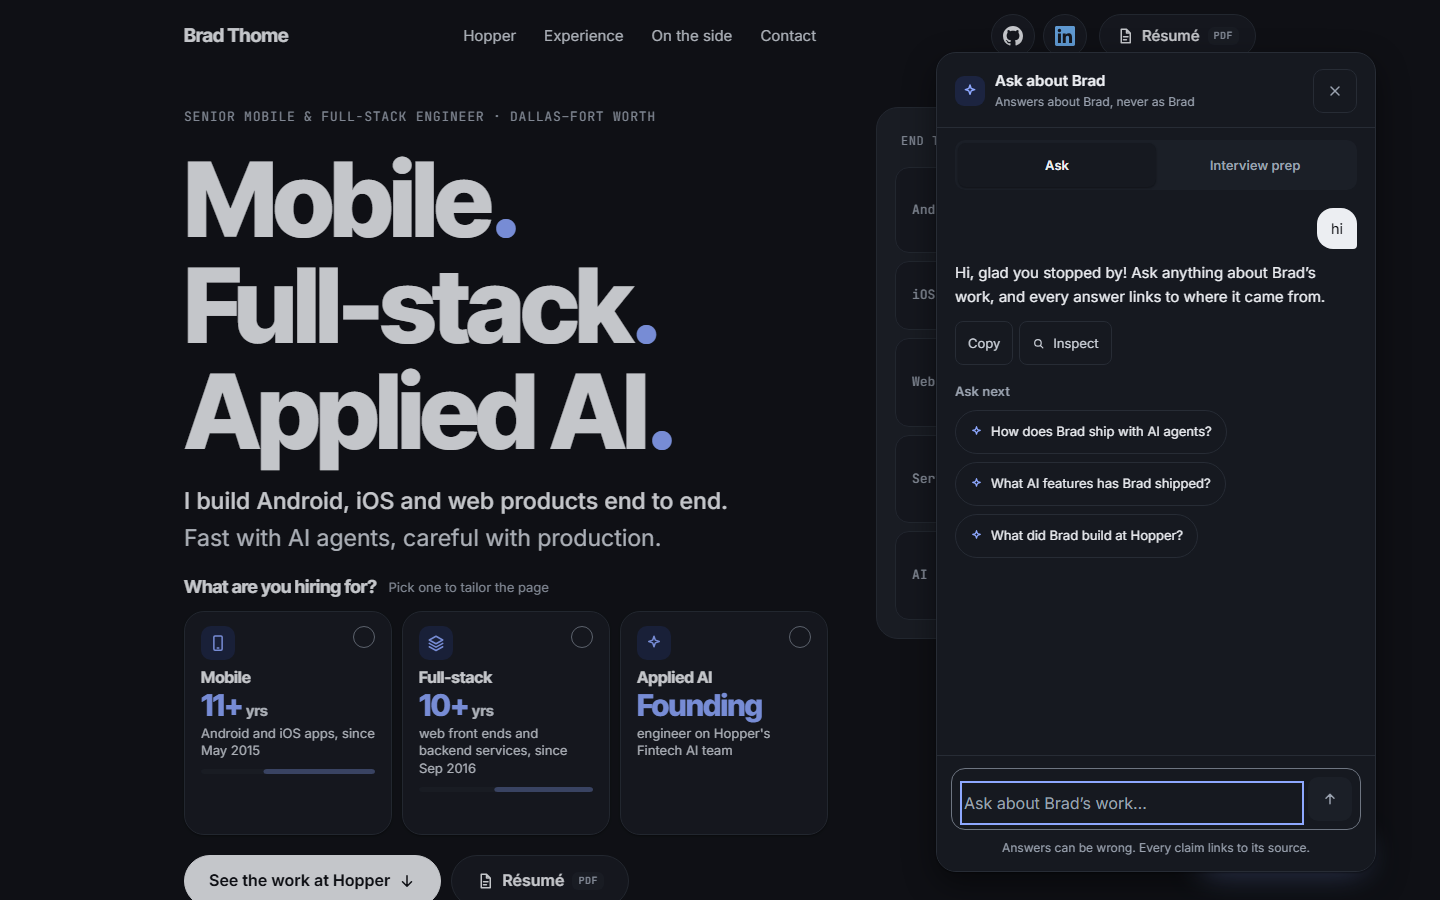 Brad Thome
Hopper
Experience
On the side
Contact
Résumé PDF
SENIOR MOBILE & FULL-STACK ENGINEER · DALLAS-FORT WORTH
Mobile.
Full-stack.
Applied AI.
I build Android, iOS and web products end to end.
Fast with AI agents, careful with production.
What are you hiring for? Pick one to tailor the page
Mobile
11+ yrs
Android and iOS apps, since
May 2015
Full-stack
10+ yrs
web front ends and
backend services, since
Sep 2016
Applied AI
Founding
engineer on Hopper's
Fintech AI team
See the work at Hopper ↓
Résumé PDF
END
iOS
Web
AI
Ask about Brad
Answers about Brad, never as Brad
Ask
Interview prep
hi
Hi, glad you stopped by! Ask anything about Brad’s
work, and every answer links to where it came from.
Copy
Inspect
Ask next
How does Brad ship with AI agents?
What AI features has Brad shipped?
What did Brad build at Hopper?
Ask about Brad’s work...
Answers can be wrong. Every claim links to its source.